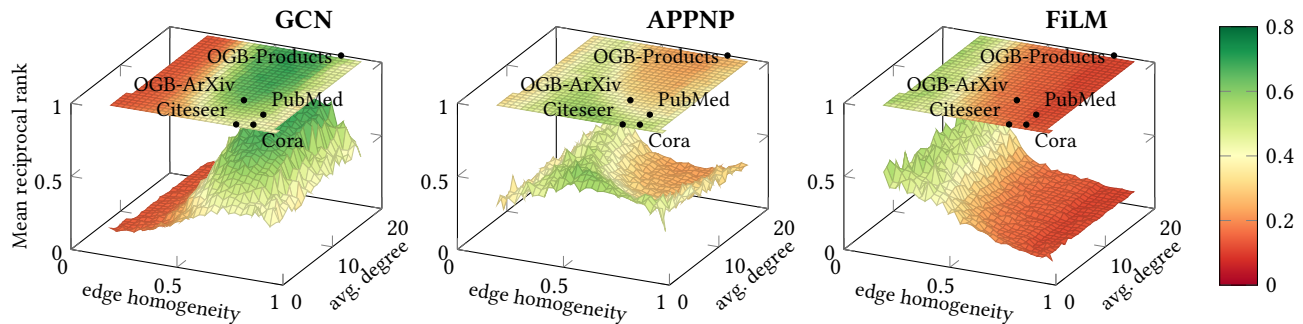 GCN
APPNP
FiLM
Mean reciprocal rank
1
0.5
0
0
0.5
1
edge homogeneity
0
10
20
avg. degree
OGB-Products
OGB-ArXiv
Citeseer
PubMed
Cora
1
0.5
0
0
0.5
1
edge homogeneity
0
10
20
avg. degree
OGB-Products
OGB-ArXiv
Citeseer
PubMed
Cora
1
0.5
0
0
0.5
1
edge homogeneity
0
10
20
avg. degree
OGB-Products
OGB-ArXiv
Citeseer
PubMed
Cora
0.8
0.6
0.4
0.2
0